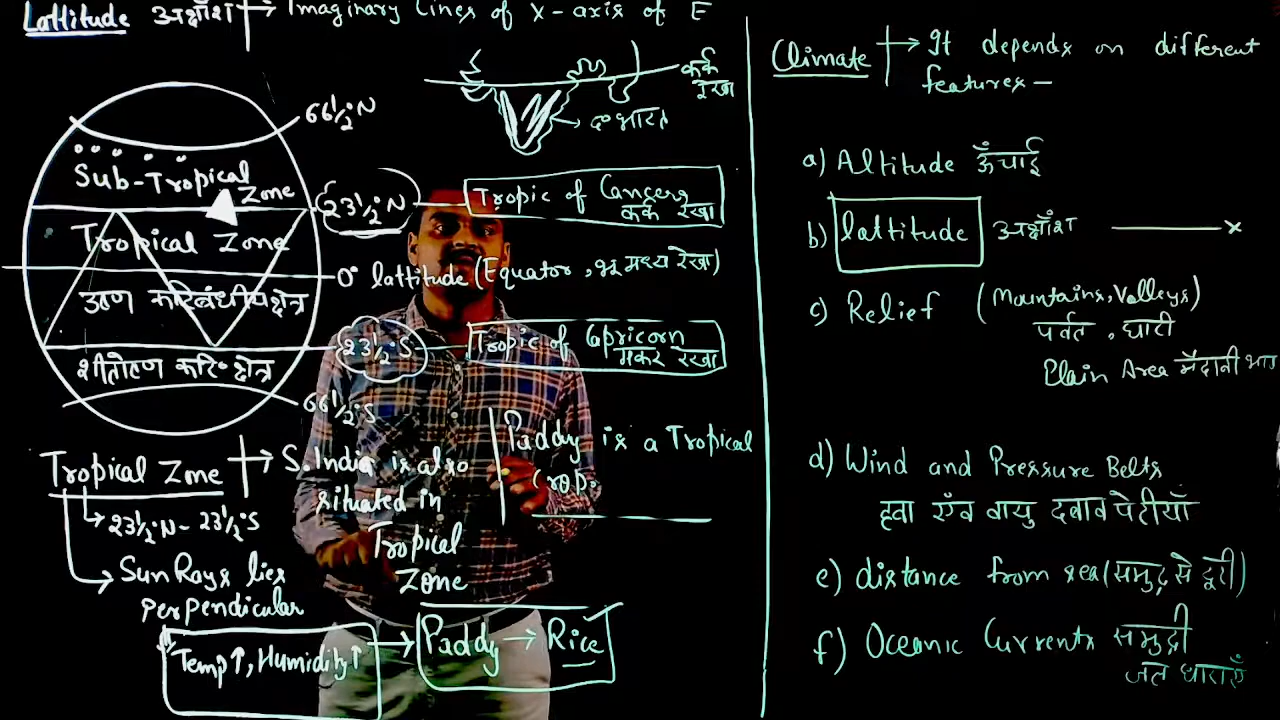 Lattitude अक्षाँश → Imaginary Lines of X-axis of E
66½°N
Sub-Tropical
Zone
23½°N
Tropic of Cancer
कर्क रेखा
कर्क
रेखा
द० भारत
Tropical Zone
0° lattitude (Equator, भू मध्य रेखा)
उष्ण कटिबंधीय क्षेत्र
23½°S
Tropic of Capricorn
मकर रेखा
शीतोष्ण कटि० क्षेत्र
66½°S
Tropical Zone → S. India is also
situated in
Tropical
Zone
Paddy is a Tropical
Crop.
→ 23½°N - 23½°S
→ Sun Rays lies
perpendicular
Temp↑, Humidity↑ → Paddy → Rice
Climate → It depends on different
features –
a) Altitude ऊँचाई
b) lattitude अक्षाँश
c) Relief (Mountains, Valleys)
पर्वत, घाटी
Plain Area मैदानी भाग
d) Wind and Pressure Belts
हवा एँव वायु दबाव पेटीयाँ
e) distance from sea (समुद्र से दूरी)
f) Oceanic Currents समुद्री
जल धाराएँ